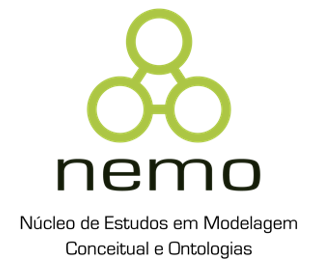 nemo
Núcleo de Estudos em Modelagem
Conceitual e Ontologias